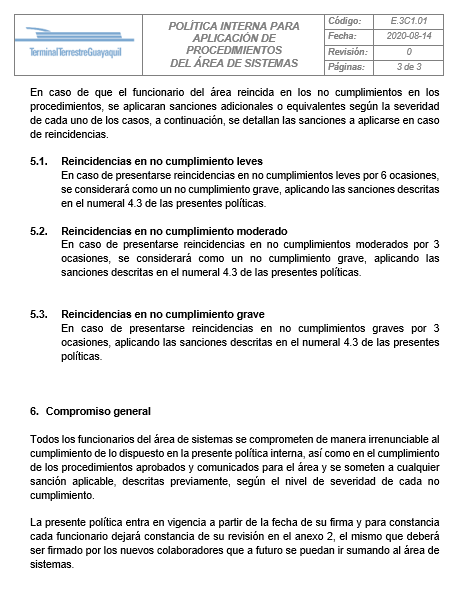 TerminalTerrestreGuayaquil
POLÍTICA INTERNA PARA
APLICACIÓN DE
PROCEDIMIENTOS
DEL ÁREA DE SISTEMAS
Código: E.3C1.01
Fecha: 2020-08-14
Revisión: 0
Páginas: 3 de 3
En caso de que el funcionario del área reincida en los no cumplimientos en los
procedimientos, se aplicaran sanciones adicionales o equivalentes según la severidad
de cada uno de los casos, a continuación, se detallan las sanciones a aplicarse en caso
de reincidencias.
5.1. Reincidencias en no cumplimiento leves
En caso de presentarse reincidencias en no cumplimientos leves por 6 ocasiones,
se considerará como un no cumplimiento grave, aplicando las sanciones descritas
en el numeral 4.3 de las presentes políticas.
5.2. Reincidencias en no cumplimiento moderado
En caso de presentarse reincidencias en no cumplimientos moderados por 3
ocasiones, se considerará como un no cumplimiento grave, aplicando las
sanciones descritas en el numeral 4.3 de las presentes políticas.
5.3. Reincidencias en no cumplimiento grave
En caso de presentarse reincidencias en no cumplimientos graves por 3
ocasiones, aplicando las sanciones descritas en el numeral 4.3 de las presentes
políticas.
6. Compromiso general
Todos los funcionarios del área de sistemas se comprometen de manera irrenunciable al
cumplimiento de lo dispuesto en la presente política interna, así como en el cumplimiento
de los procedimientos aprobados y comunicados para el área y se someten a cualquier
sanción aplicable, descritas previamente, según el nivel de severidad de cada no
cumplimiento.
La presente política entra en vigencia a partir de la fecha de su firma y para constancia
cada funcionario dejará constancia de su revisión en el anexo 2, el mismo que deberá
ser firmado por los nuevos colaboradores que a futuro se puedan ir sumando al área de
sistemas.